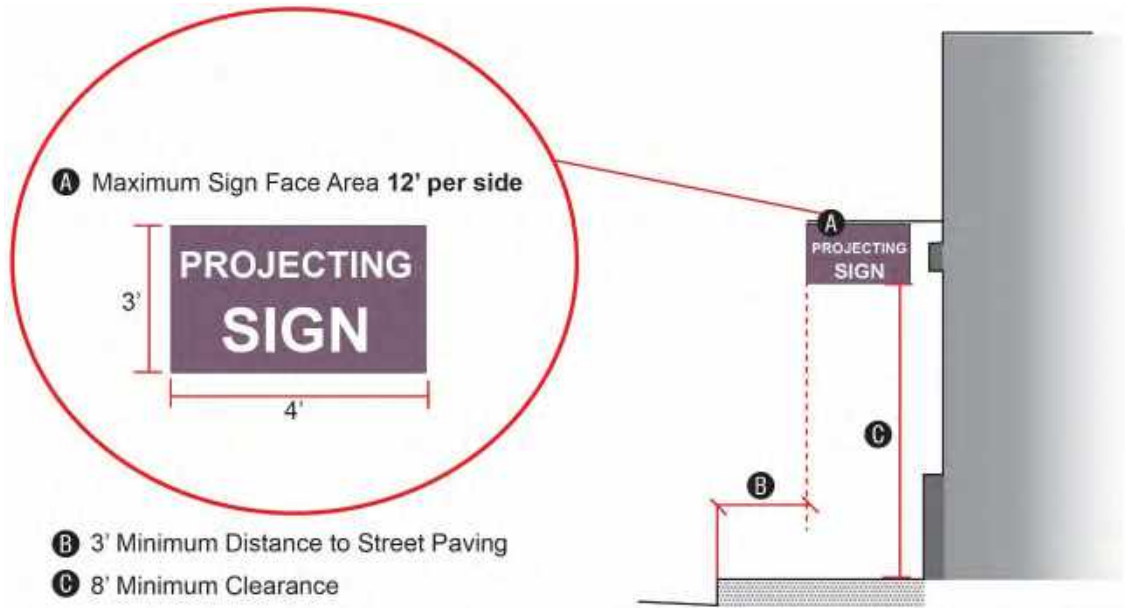 A Maximum Sign Face Area 12' per side
PROJECTING
SIGN
3'
4'
A
PROJECTING
SIGN
C
B
B 3' Minimum Distance to Street Paving
C 8' Minimum Clearance